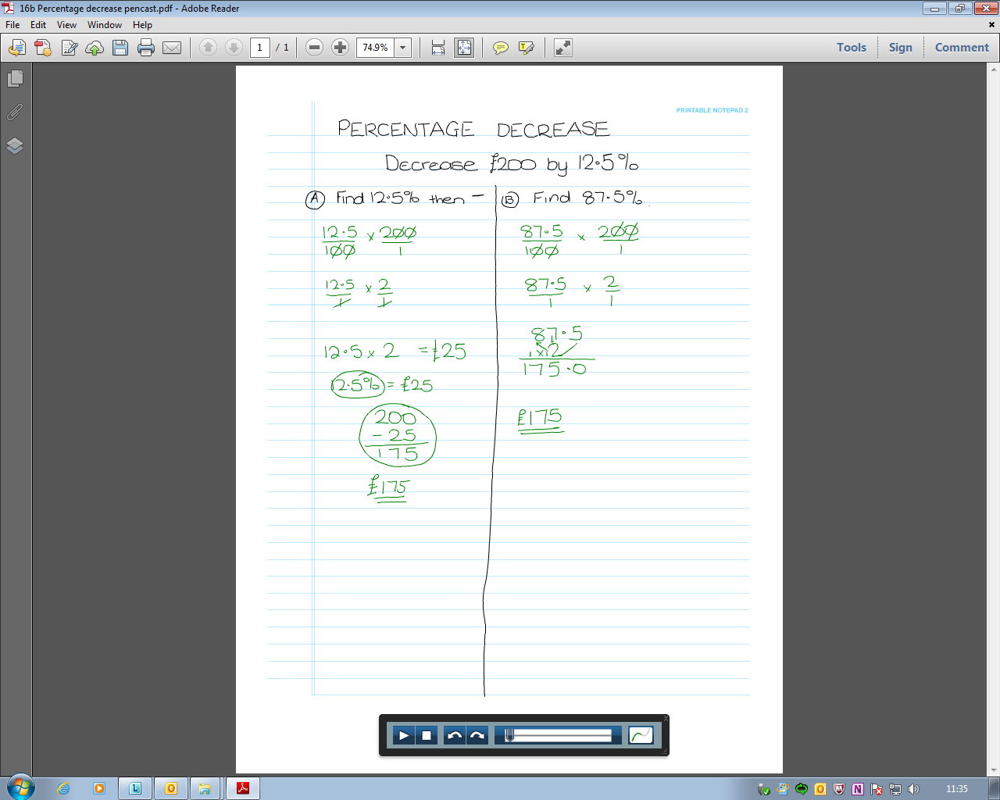 16b Percentage decrease pencast.pdf - Adobe Reader
File Edit View Window Help
1 / 1 74.9% Tools Sign Comment
PRINTABLE NOTEPAD 2
PERCENTAGE DECREASE
Decrease £200 by 12.5%
A Find 12.5% then −
12.5/100 × 200/1
12.5/1 × 2/1
12.5 × 2 = £25
12.5% = £25
200
− 25
175
£175
B Find 87.5%
87.5/100 × 200/1
87.5/1 × 2/1
87.5
× 2
175.0
£175
11:35